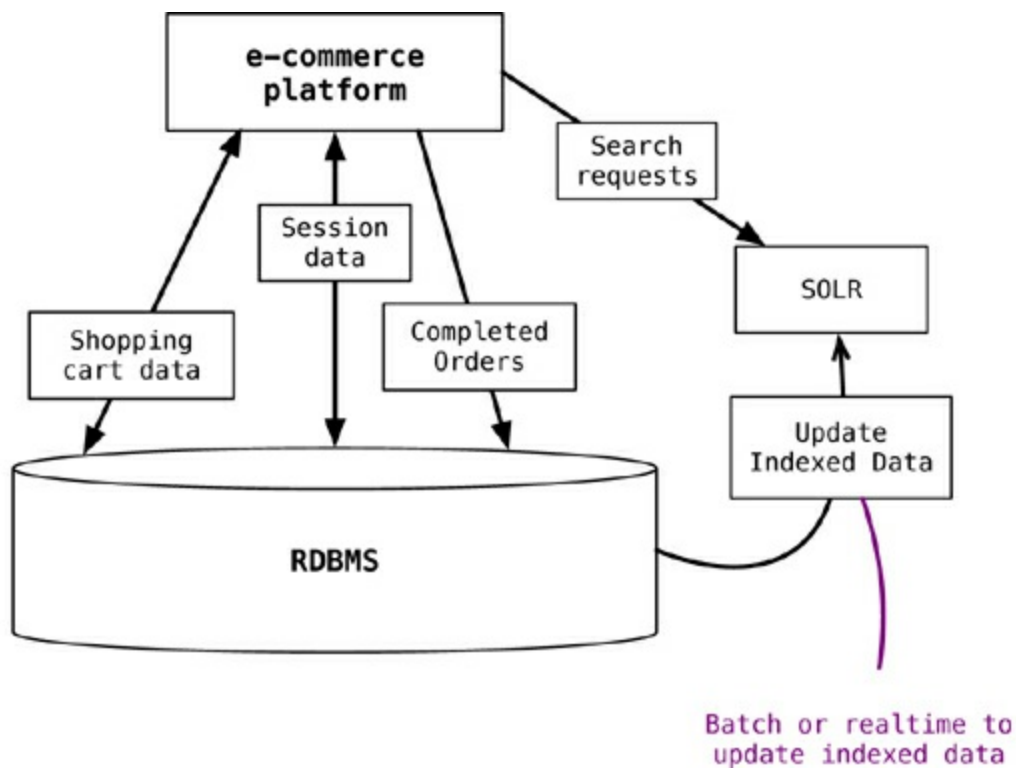 e-commerce
platform
Search
requests
Session
data
SOLR
Shopping
cart data
Completed
Orders
Update
Indexed Data
RDBMS
Batch or realtime to
update indexed data